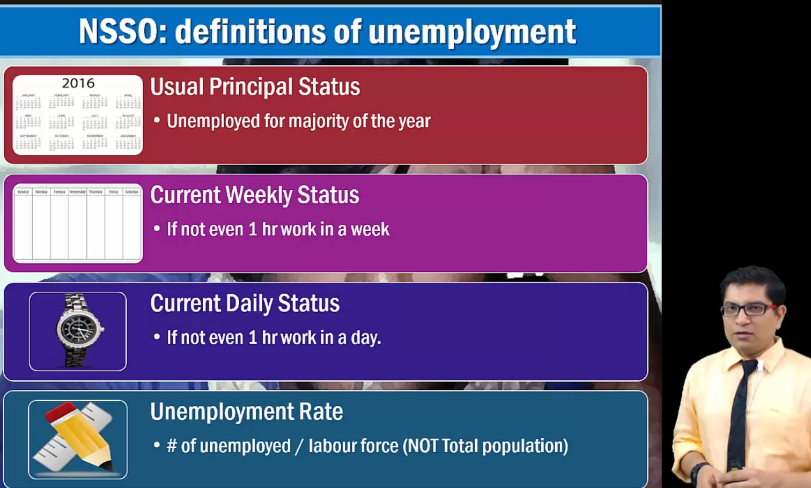 NSSO: definitions of unemployment
2016
Usual Principal Status
• Unemployed for majority of the year
Sunday Monday Tuesday Wednesday Thursday Friday Saturday
Current Weekly Status
• If not even 1 hr work in a week
Current Daily Status
• If not even 1 hr work in a day.
Unemployment Rate
• # of unemployed / labour force (NOT Total population)